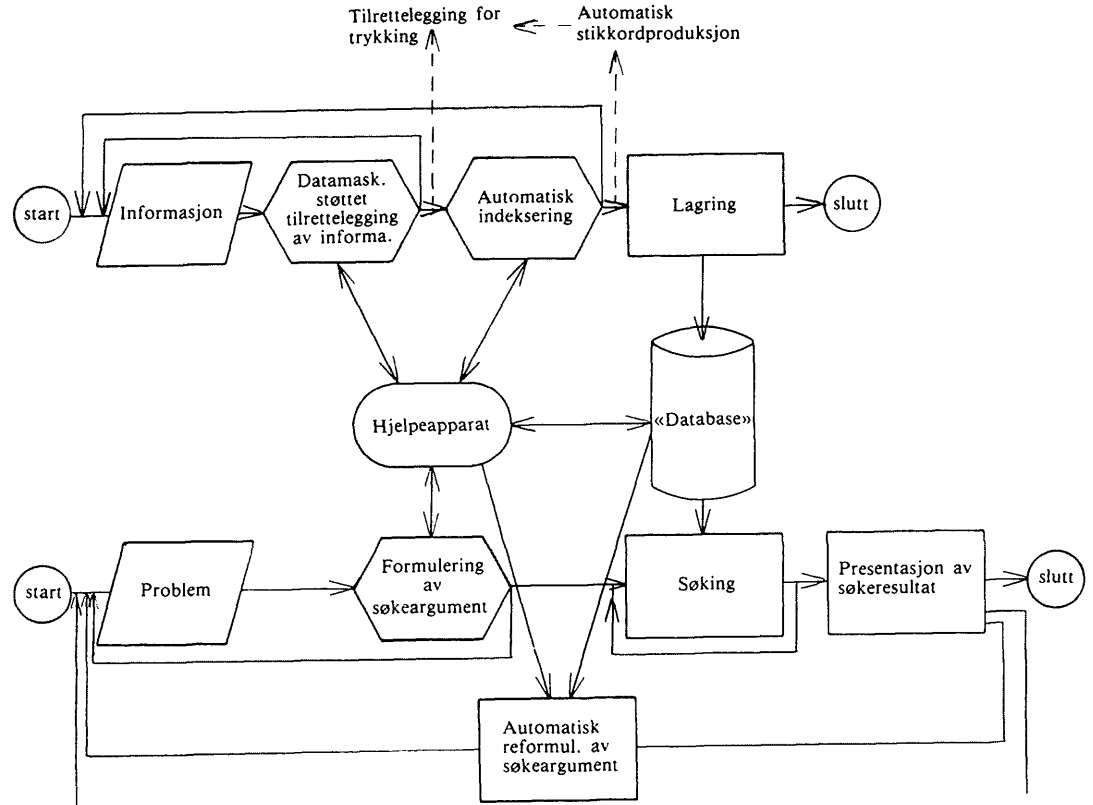 Tilrettelegging for
trykking
Automatisk
stikkordproduksjon
start
Informasjon
Datamask.
støttet
tilrettelegging
av informa.
Automatisk
indeksering
Lagring
slutt
Hjelpeapparat
«Database»
start
Problem
Formulering
av
søkeargument
Søking
Presentasjon av
søkeresultat
slutt
Automatisk
reformul. av
søkeargument